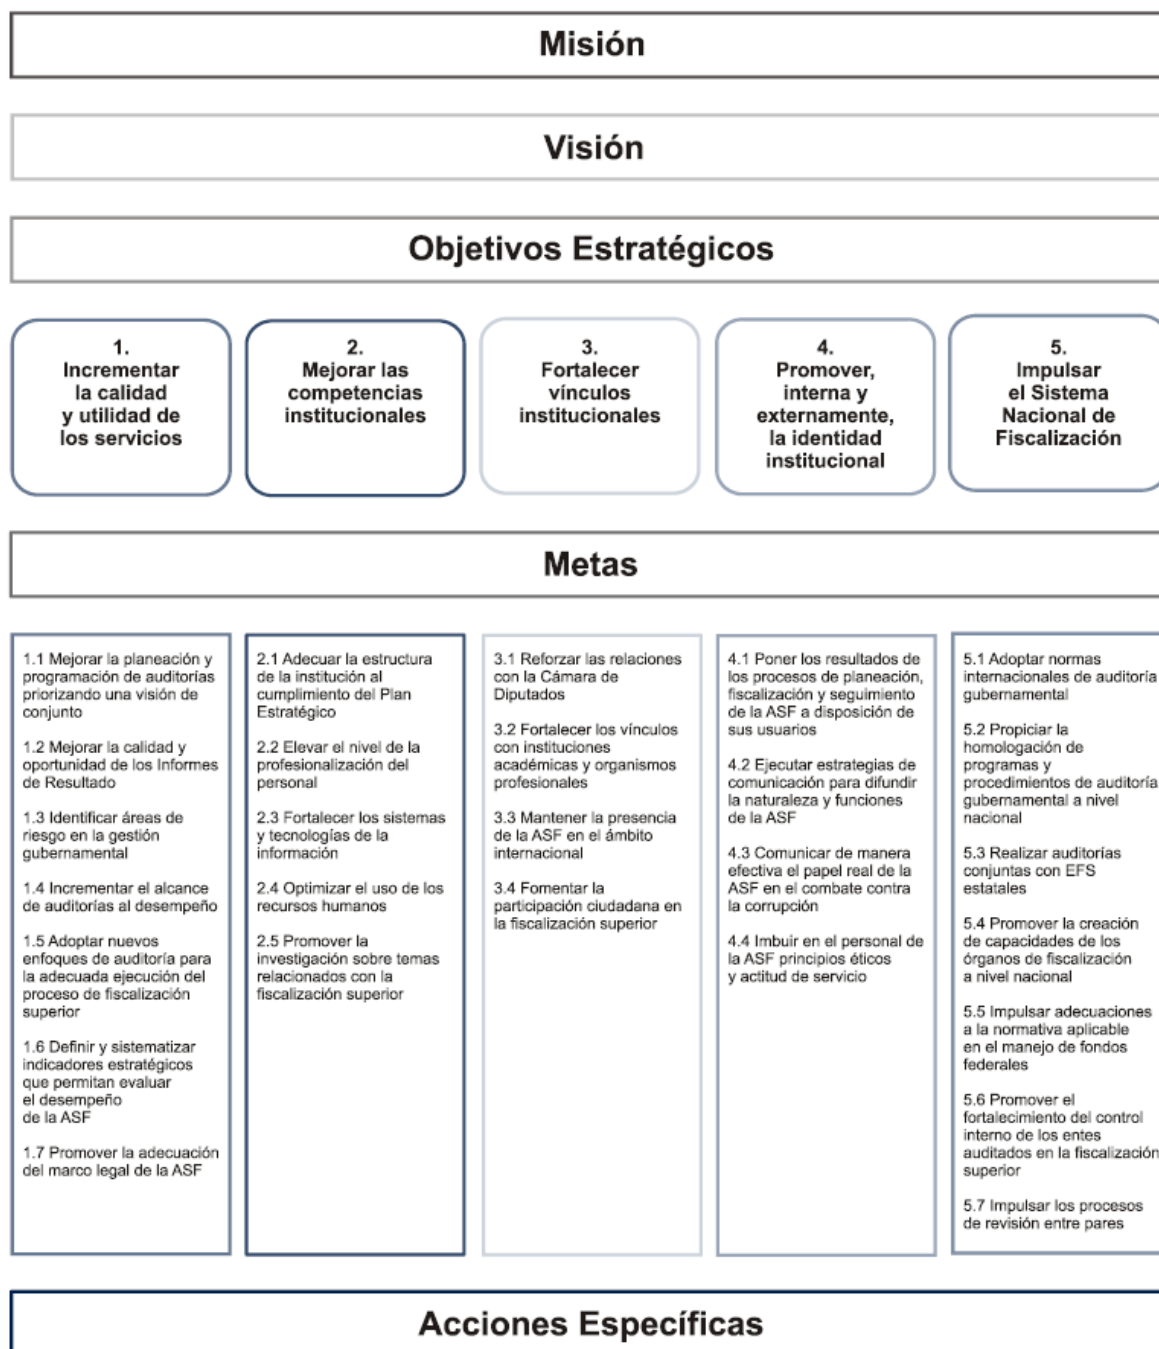 Misión
Visión
Objetivos Estratégicos
1.
Incrementar
la calidad
y utilidad de
los servicios
2.
Mejorar las
competencias
institucionales
3.
Fortalecer
vínculos
institucionales
4.
Promover,
interna y
externamente,
la identidad
institucional
5.
Impulsar
el Sistema
Nacional de
Fiscalización
Metas
1.1 Mejorar la planeación y
programación de auditorías
priorizando una visión de
conjunto
1.2 Mejorar la calidad y
oportunidad de los Informes
de Resultado
1.3 Identificar áreas de
riesgo en la gestión
gubernamental
1.4 Incrementar el alcance
de auditorías al desempeño
1.5 Adoptar nuevos
enfoques de auditoría para
la adecuada ejecución del
proceso de fiscalización
superior
1.6 Definir y sistematizar
indicadores estratégicos
que permitan evaluar
el desempeño
de la ASF
1.7 Promover la adecuación
del marco legal de la ASF
2.1 Adecuar la estructura
de la institución al
cumplimiento del Plan
Estratégico
2.2 Elevar el nivel de la
profesionalización del
personal
2.3 Fortalecer los sistemas
y tecnologías de la
información
2.4 Optimizar el uso de los
recursos humanos
2.5 Promover la
investigación sobre temas
relacionados con la
fiscalización superior
3.1 Reforzar las relaciones
con la Cámara de
Diputados
3.2 Fortalecer los vínculos
con instituciones
académicas y organismos
profesionales
3.3 Mantener la presencia
de la ASF en el ámbito
internacional
3.4 Fomentar la
participación ciudadana en
la fiscalización superior
4.1 Poner los resultados de
los procesos de planeación,
fiscalización y seguimiento
de la ASF a disposición de
sus usuarios
4.2 Ejecutar estrategias de
comunicación para difundir
la naturaleza y funciones
de la ASF
4.3 Comunicar de manera
efectiva el papel real de la
ASF en el combate contra
la corrupción
4.4 Imbuir en el personal de
la ASF principios éticos
y actitud de servicio
5.1 Adoptar normas
internacionales de auditoría
gubernamental
5.2 Propiciar la
homologación de
programas y
procedimientos de auditoría
gubernamental a nivel
nacional
5.3 Realizar auditorías
conjuntas con EFS
estatales
5.4 Promover la creación
de capacidades de los
órganos de fiscalización
a nivel nacional
5.5 Impulsar adecuaciones
a la normativa aplicable
en el manejo de fondos
federales
5.6 Promover el
fortalecimiento del control
interno de los entes
auditados en la fiscalización
superior
5.7 Impulsar los procesos
de revisión entre pares
Acciones Específicas